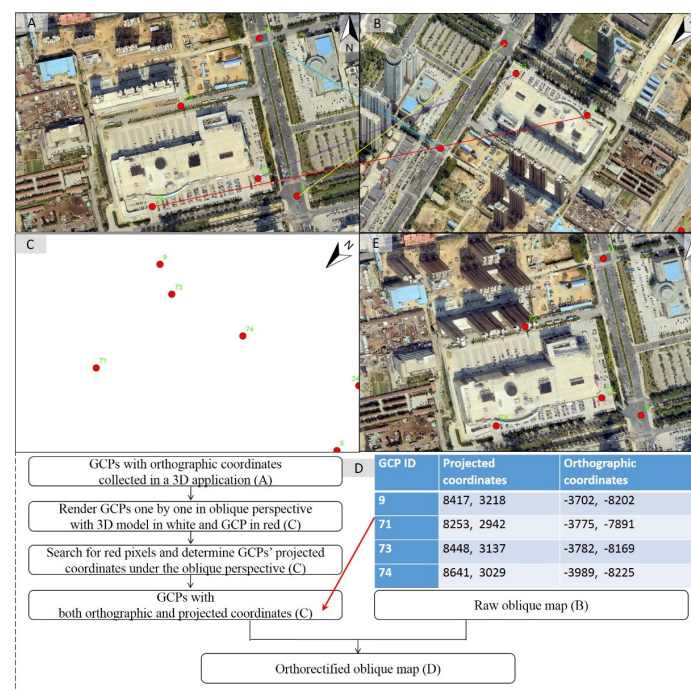 A
N
B
C
N
9
73
74
71
5
E
GCPs with orthographic coordinates
collected in a 3D application (A)
Render GCPs one by one in oblique perspective
with 3D model in white and GCP in red (C)
Search for red pixels and determine GCPs' projected
coordinates under the oblique perspective (C)
GCPs with
both orthographic and projected coordinates (C)
D
GCP ID Projected coordinates Orthographic coordinates
9 8417, 3218 -3702, -8202
71 8253, 2942 -3775, -7891
73 8448, 3137 -3782, -8169
74 8641, 3029 -3989, -8225
Raw oblique map (B)
Orthorectified oblique map (D)